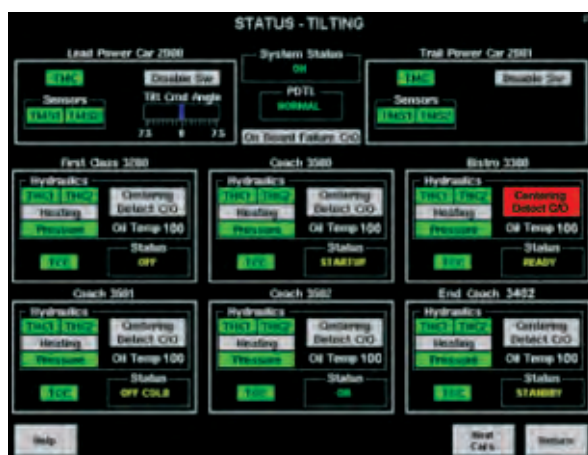 STATUS - TILTING
Lead Power Car 2000
TMC
Disable Sw
Sensors
TMS1 TMS2
Tilt Cmd Angle
7.5 0 7.5
System Status
ON
PDTL
NORMAL
On Board Failure C/O
Trail Power Car 2001
TMC
Disable Sw
Sensors
TMS1 TMS2
First Class 3200
Hydraulics
THC1 THC2
Heating
Pressure
Centering
Detect C/O
Oil Temp 100
TCC
Status
OFF
Coach 3500
Hydraulics
THC1 THC2
Heating
Pressure
Centering
Detect C/O
Oil Temp 100
TCC
Status
STARTUP
Bistro 3300
Hydraulics
THC1 THC2
Heating
Pressure
Centering
Detect C/O
Oil Temp 100
TCC
Status
READY
Coach 3501
Hydraulics
THC1 THC2
Heating
Pressure
Centering
Detect C/O
Oil Temp 100
TCC
Status
OFF COLD
Coach 3502
Hydraulics
THC1 THC2
Heating
Pressure
Centering
Detect C/O
Oil Temp 100
TCC
Status
ON
End Coach 3402
Hydraulics
THC1 THC2
Heating
Pressure
Centering
Detect C/O
Oil Temp 100
Status
STANDBY
Help
Next
Cars
Return